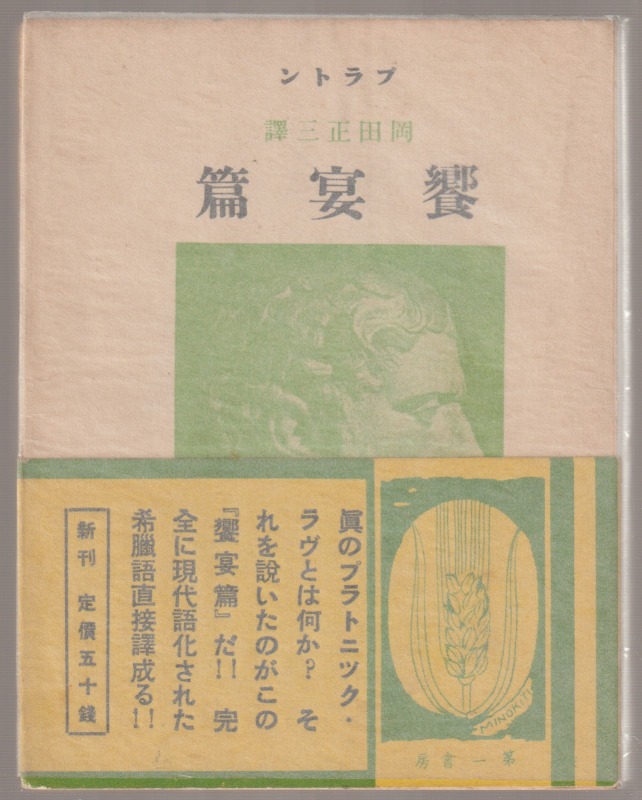 プラトン
岡田正三譯
饗宴篇
眞のプラトニツク・
ラヴとは何か? そ
れを說いたのがこの
『饗宴篇』だ!! 完
全に現代語化された
希臘語直接譯成る!!
新刊 定價五十錢
MINOKITI
第一書房